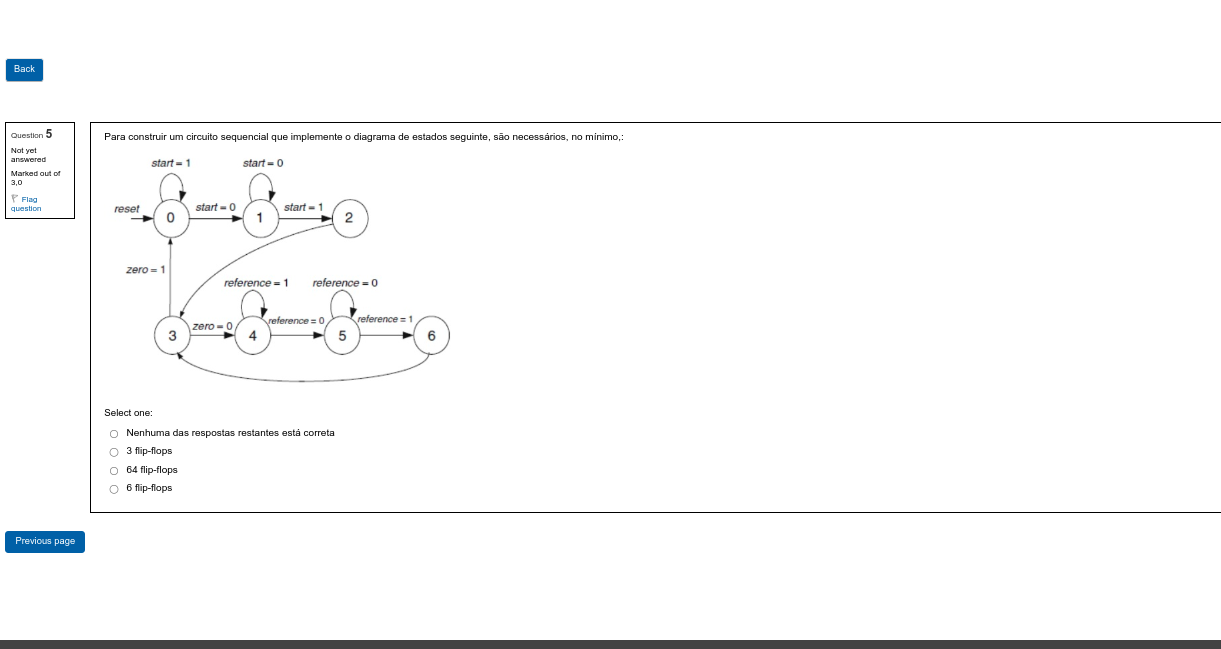 Back
Question 5
Not yet
answered
Marked out of
3,0
Flag
question
Para construir um circuito sequencial que implemente o diagrama de estados seguinte, são necessários, no mínimo,:
start = 1
start = 0
reset
0
start = 0
1
start = 1
2
zero = 1
reference = 1
reference = 0
3
zero = 0
4
reference = 0
5
reference = 1
6
Select one:
Nenhuma das respostas restantes está correta
3 flip-flops
64 flip-flops
6 flip-flops
Previous page